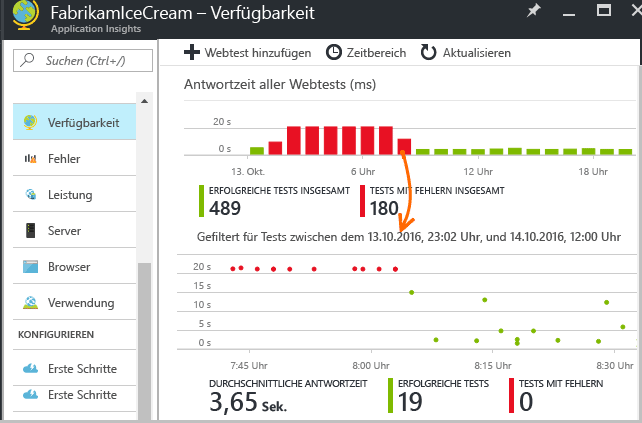 FabrikamIceCream – Verfügbarkeit
Application Insights
Suchen (Ctrl+/)
Verfügbarkeit
Fehler
Leistung
Server
Browser
Verwendung
KONFIGURIEREN
Erste Schritte
Erste Schritte
Webtest hinzufügen
Zeitbereich
Aktualisieren
Antwortzeit aller Webtests (ms)
20 s
0 s
13. Okt.
6 Uhr
12 Uhr
18 Uhr
ERFOLGREICHE TESTS INSGESAMT
489
TESTS MIT FEHLERN INSGESAMT
180
Gefiltert für Tests zwischen dem 13.10.2016, 23:02 Uhr, und 14.10.2016, 12:00 Uhr
20 s
15 s
10 s
5 s
0 s
7:45 Uhr
8:00 Uhr
8:15 Uhr
8:30 Uhr
DURCHSCHNITTLICHE ANTWORTZEIT
3,65 Sek.
ERFOLGREICHE TESTS
19
TESTS MIT FEHLERN
0